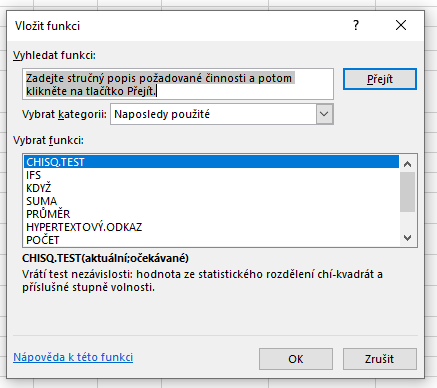 Vložit funkci
?
Vyhledat funkci:
Zadejte stručný popis požadované činnosti a potom
klikněte na tlačítko Přejít.
Přejít
Vybrat kategorii: Naposledy použité
Vybrat funkci:
CHISQ.TEST
IFS
KDYŽ
SUMA
PRŮMĚR
HYPERTEXTOVÝ.ODKAZ
POČET
CHISQ.TEST(aktuální;očekávané)
Vrátí test nezávislosti: hodnota ze statistického rozdělení chí-kvadrát a
příslušné stupně volnosti.
Nápověda k této funkci
OK
Zrušit